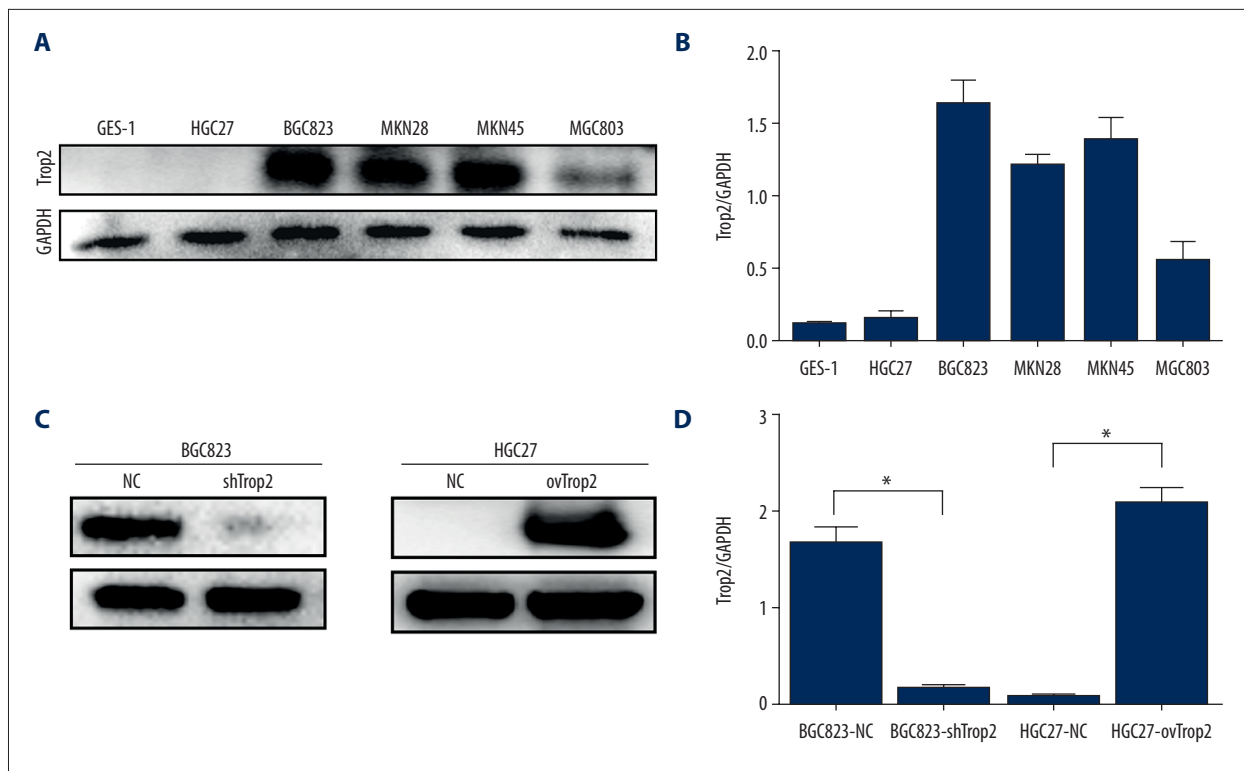 A
GES-1 HGC27 BGC823 MKN28 MKN45 MGC803
Trop2
GAPDH
B
2.0
1.5
1.0
0.5
0.0
Trop2/GAPDH
GES-1 HGC27 BGC823 MKN28 MKN45 MGC803
C
BGC823
NC shTrop2
HGC27
NC ovTrop2
D
3
2
1
0
Trop2/GAPDH
*
*
BGC823-NC BGC823-shTrop2 HGC27-NC HGC27-ovTrop2